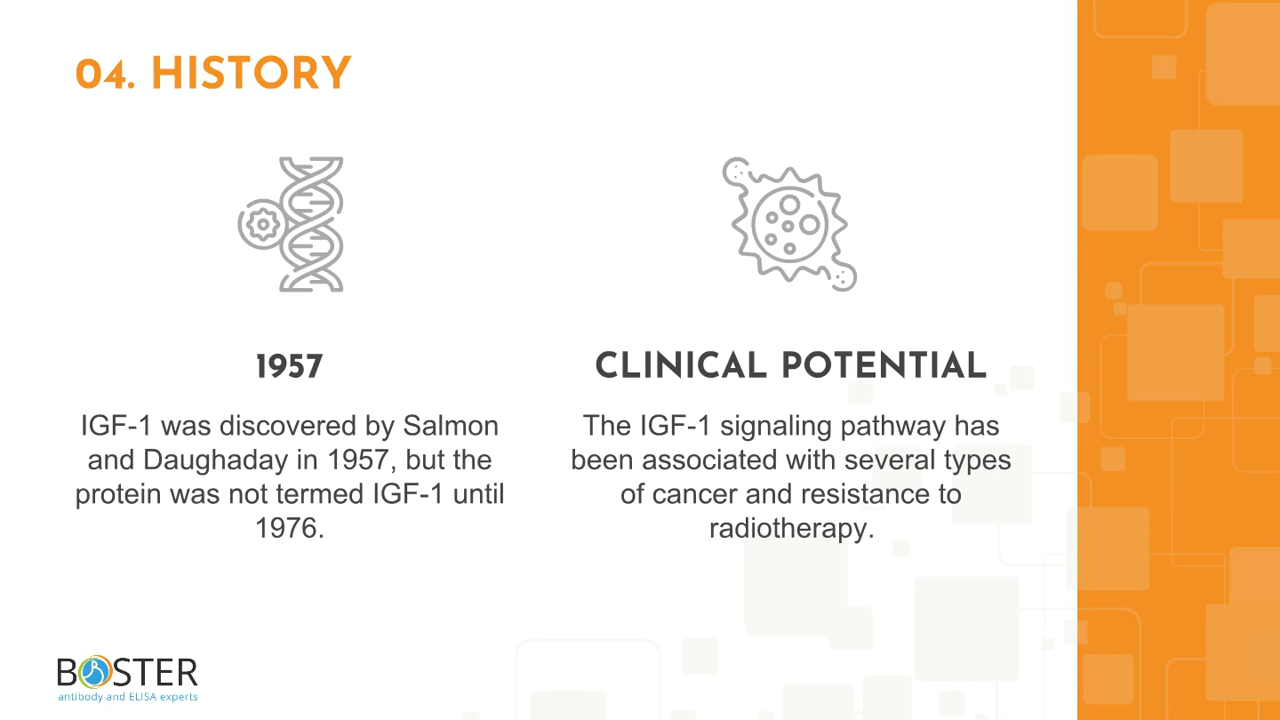 04. HISTORY
1957
IGF-1 was discovered by Salmon
and Daughaday in 1957, but the
protein was not termed IGF-1 until
1976.
CLINICAL POTENTIAL
The IGF-1 signaling pathway has
been associated with several types
of cancer and resistance to
radiotherapy.
BOSTER
antibody and ELISA experts